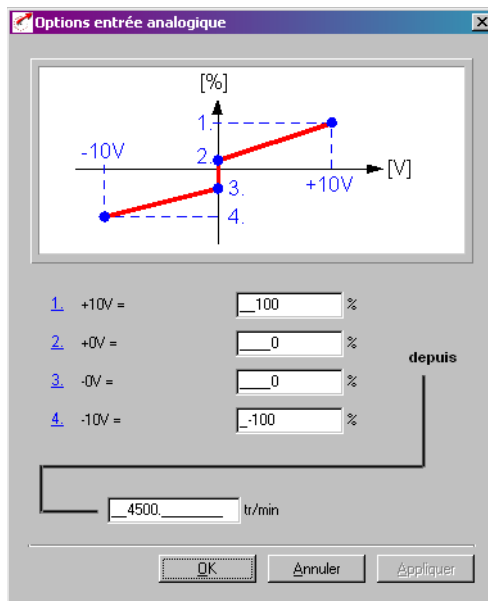 Options entrée analogique
[%]
1.
-10V
2.
[V]
3.
+10V
4.
1. +10V = __100 %
2. +0V = ____0 %
depuis
3. -0V = ____0 %
4. -10V = _-100 %
__4500.________ tr/min
OK Annuler Appliquer